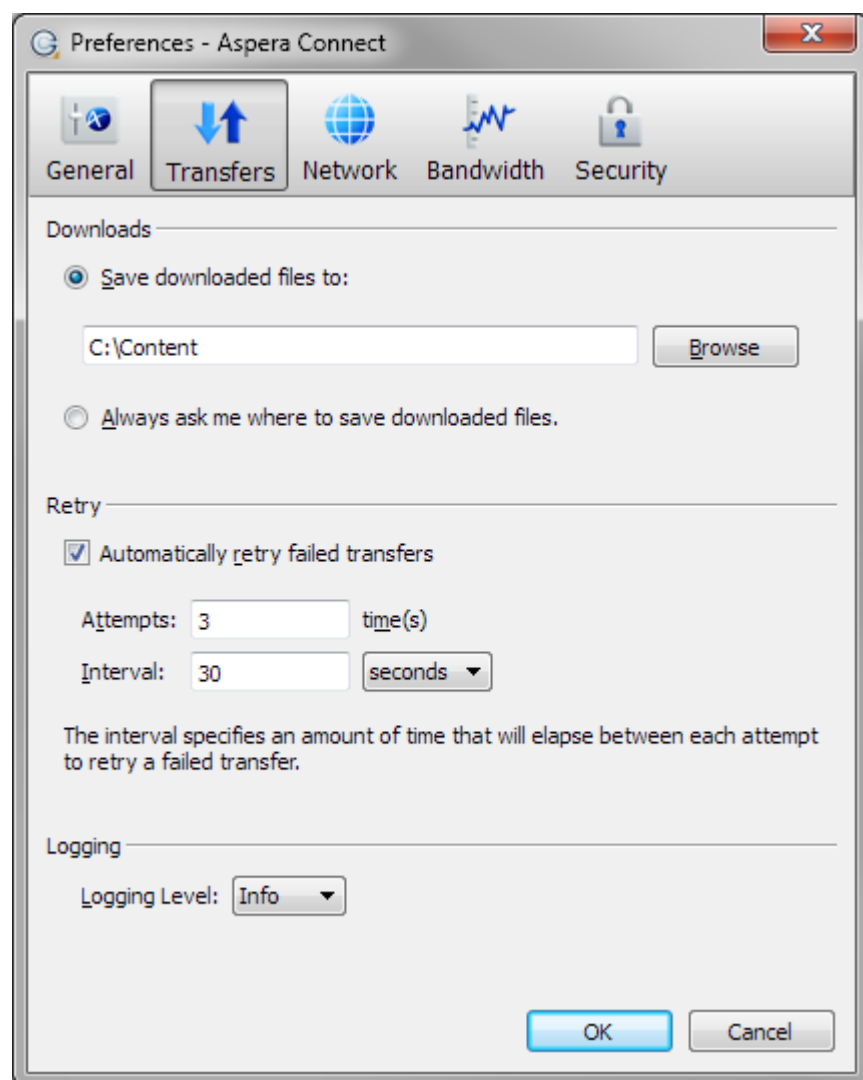 Preferences - Aspera Connect
General Transfers Network Bandwidth Security
Downloads
Save downloaded files to:
C:\Content Browse
Always ask me where to save downloaded files.
Retry
Automatically retry failed transfers
Attempts: 3 time(s)
Interval: 30 seconds
The interval specifies an amount of time that will elapse between each attempt
to retry a failed transfer.
Logging
Logging Level: Info
OK Cancel